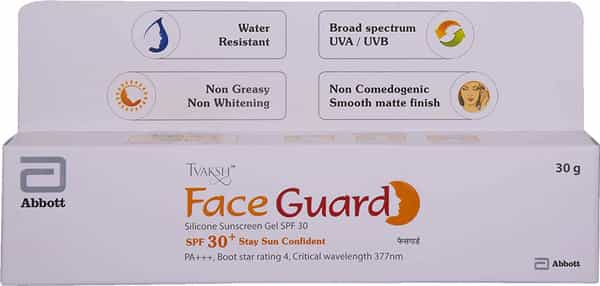 Water
Resistant
Broad spectrum
UVA / UVB
Non Greasy
Non Whitening
Non Comedogenic
Smooth matte finish
Abbott
TVAKSH™
30 g
Face Guard
Silicone Sunscreen Gel SPF 30
SPF 30+ Stay Sun Confident
फेसगार्ड
PA+++, Boot star rating 4, Critical wavelength 377nm
Abbott